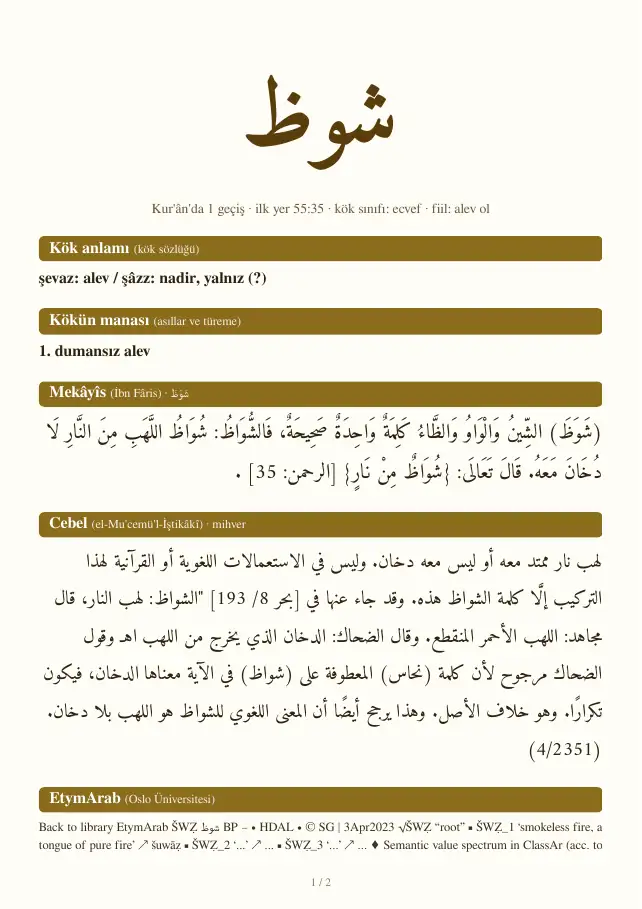 شوظ
Kur'ân'da 1 geçiş · ilk yer 55:35 · kök sınıfı: ecvef · fiil: alev ol
Kök anlamı (kök sözlüğü)
şevaz: alev / şâzz: nadir, yalnız (?)
Kökün manası (asıllar ve türeme)
1. dumansız alev
Mekâyîs (İbn Fâris) · شَوَظَ
(شَوَظَ) الشِّينُ وَالْوَاوُ وَالظَّاءُ كَلِمَةٌ وَاحِدَةٌ صَحِيحَةٌ، فَالشُّوَاظُ: شُوَاظُ اللَّهَبِ مِنَ النَّارِ لَا
دُخَانَ مَعَهُ. قَالَ تَعَالَى: {شُوَاظٌ مِنْ نَارٍ} [الرحمن: 35] .
Cebel (el-Mu'cemü'l-İştikâkî) · mihver
لهب نار ممتد معه أو ليس معه دخان. وليس في الاستعمالات اللغوية أو القرآنية لهذا
التركيب إلَّا كلمة الشواظ هذه. وقد جاء عنها في [بحر 8/ 193] "الشواظ: لهب النار، قال
مجاهد: اللهب الأحمر المنقطع. وقال الضحاك: الدخان الذي يخرج من اللهب اهـ وقول
الضحاك مرجوح لأن كلمة (نحاس) المعطوفة على (شواظ) في الآية معناها الدخان، فيكون
تكرارًا. وهو خلاف الأصل. وهذا يرجح أيضًا أن المعنى اللغوي للشواظ هو اللهب بلا دخان.
(4/2351)
EtymArab (Oslo Üniversitesi)
Back to library EtymArab ŠWẒ شوظ BP – • HDAL • © SG | 3Apr2023 √ŠWẒ “root” ▪ ŠWẒ_1 ‘smokeless fire, a
tongue of pure fire’ ↗ šuwāẓ ▪ ŠWẒ_2 ‘...’ ↗ ... ▪ ŠWẒ_3 ‘...’ ↗ ... ♦ Semantic value spectrum in ClassAr (acc. to
1 / 2